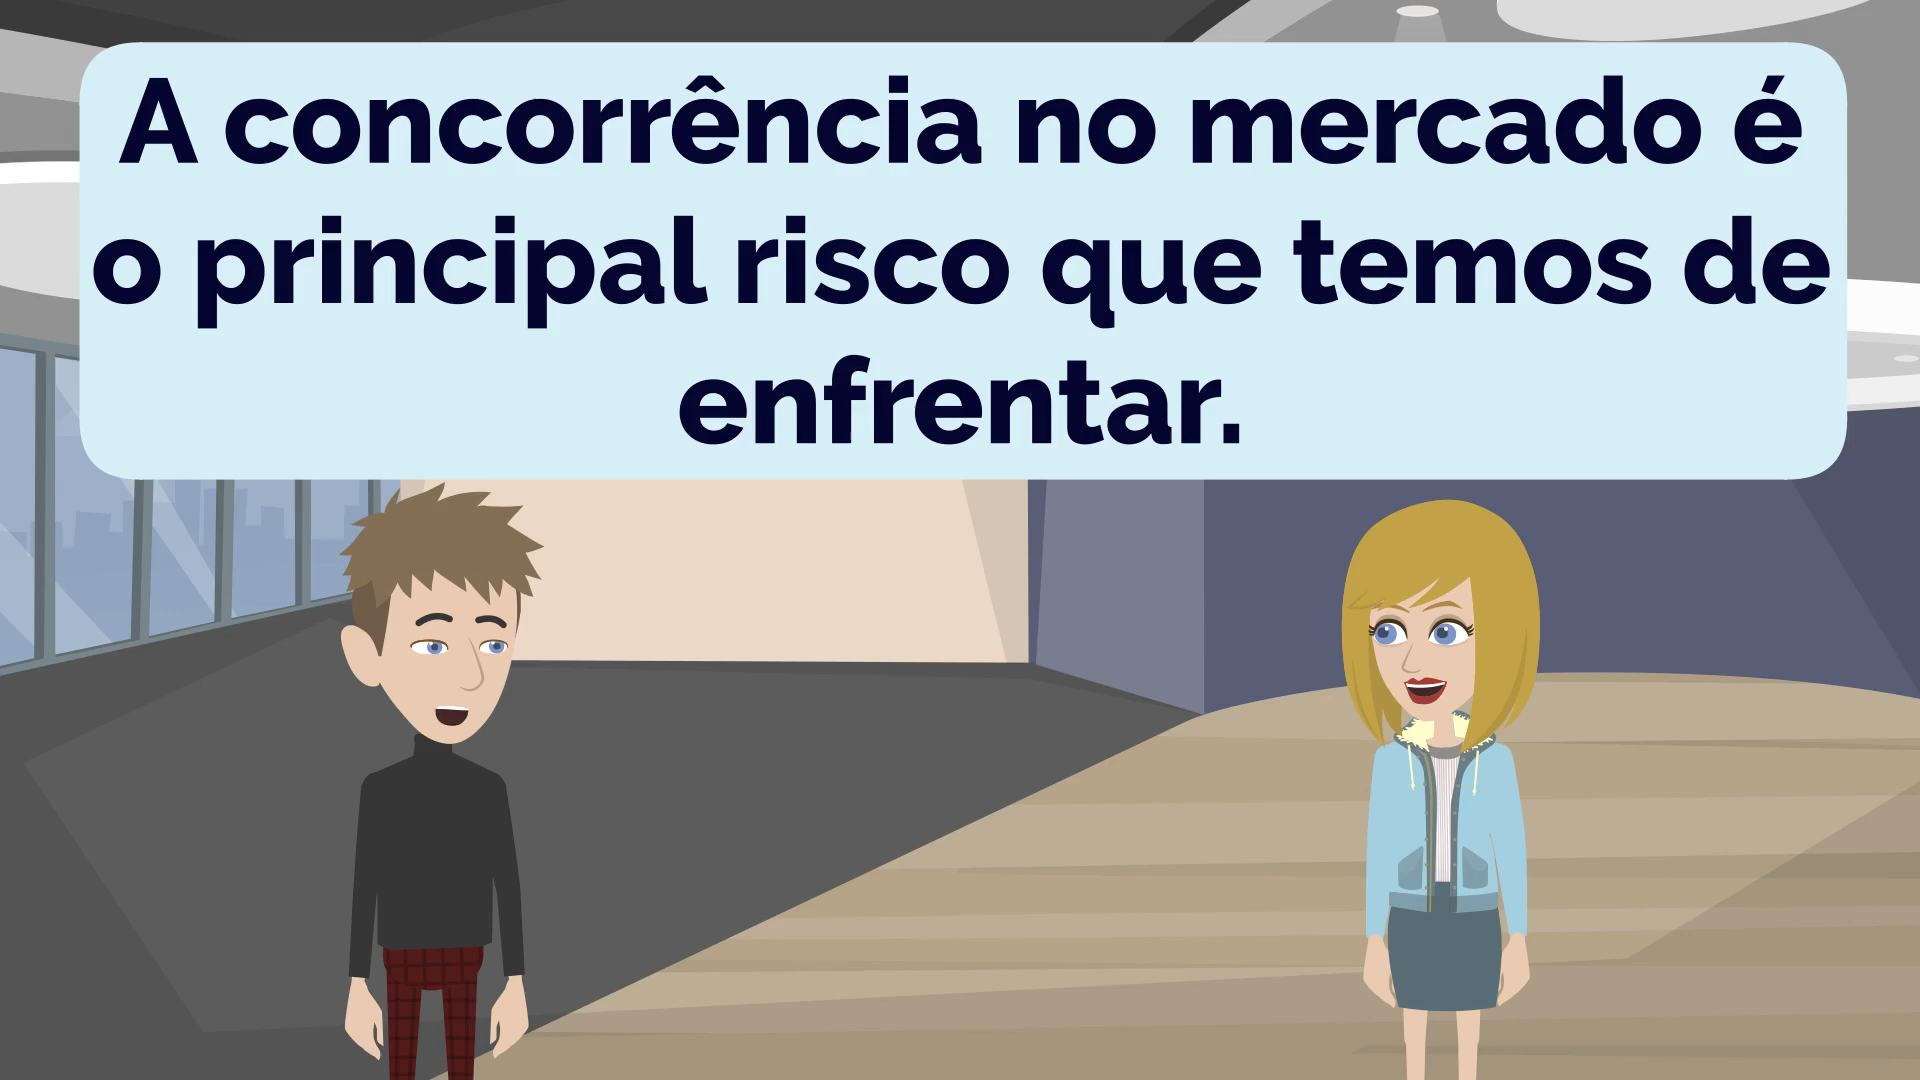 A concorrência no mercado é
o principal risco que temos de
enfrentar.